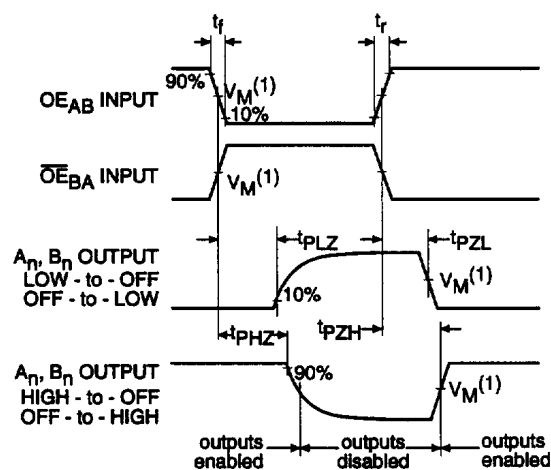 tf
tr
90%
VM(1)
OEAB INPUT
10%
OEBA INPUT
VM(1)
tPLZ
tPZL
An, Bn OUTPUT
LOW - to - OFF
OFF - to - LOW
VM(1)
10%
tPHZ
tPZH
An, Bn OUTPUT
HIGH - to - OFF
OFF - to - HIGH
90%
VM(1)
outputs enabled
outputs disabled
outputs enabled